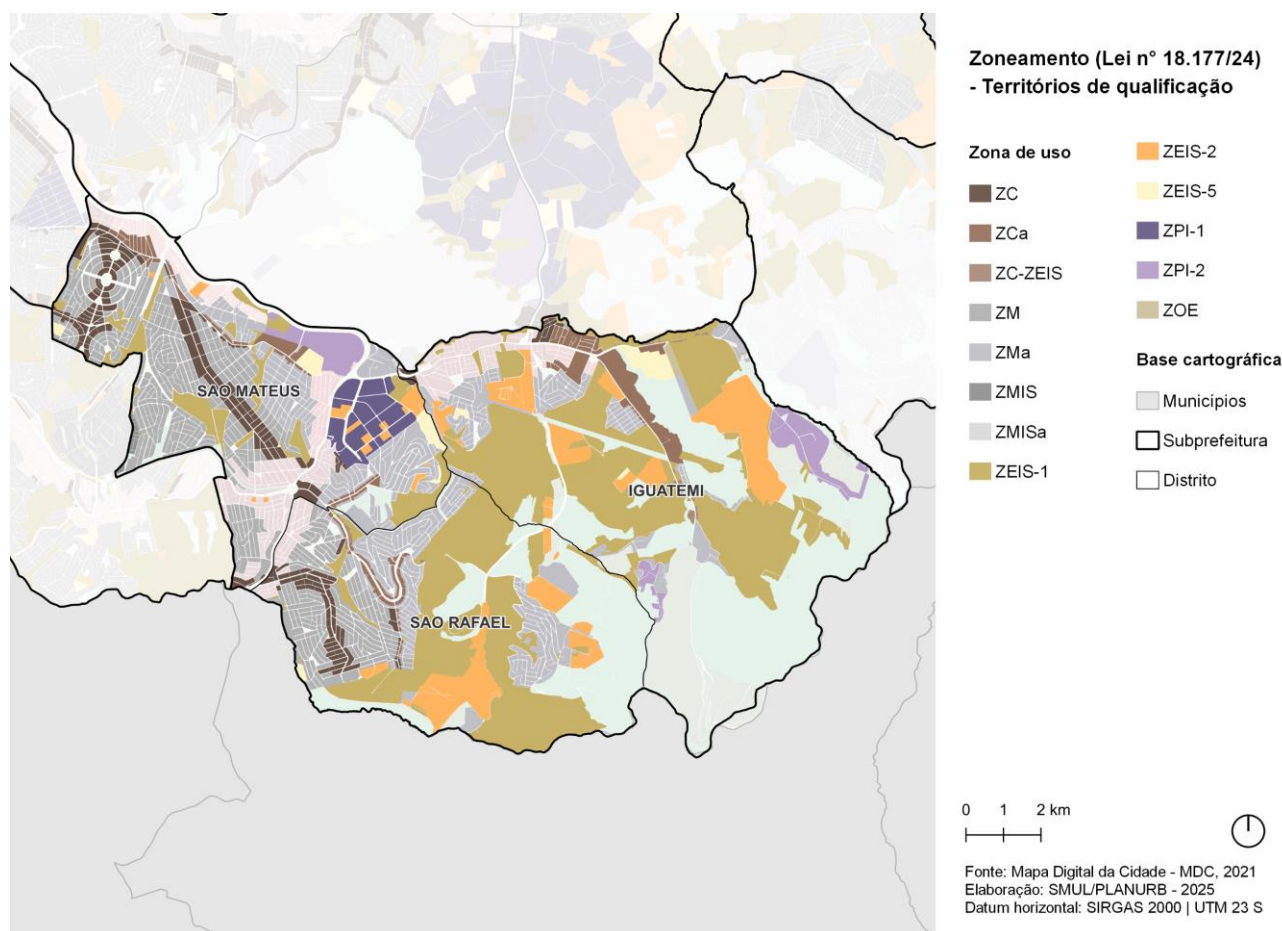 SAO MATEUS
IGUATEMI
SAO RAFAEL
Zoneamento (Lei n° 18.177/24)
- Territórios de qualificação
Zona de uso
ZC
ZCa
ZC-ZEIS
ZM
ZMa
ZMIS
ZMISa
ZEIS-1
ZEIS-2
ZEIS-5
ZPI-1
ZPI-2
ZOE
Base cartográfica
Municípios
Subprefeitura
Distrito
0 1 2 km
Fonte: Mapa Digital da Cidade - MDC, 2021
Elaboração: SMUL/PLANURB - 2025
Datum horizontal: SIRGAS 2000 | UTM 23 S